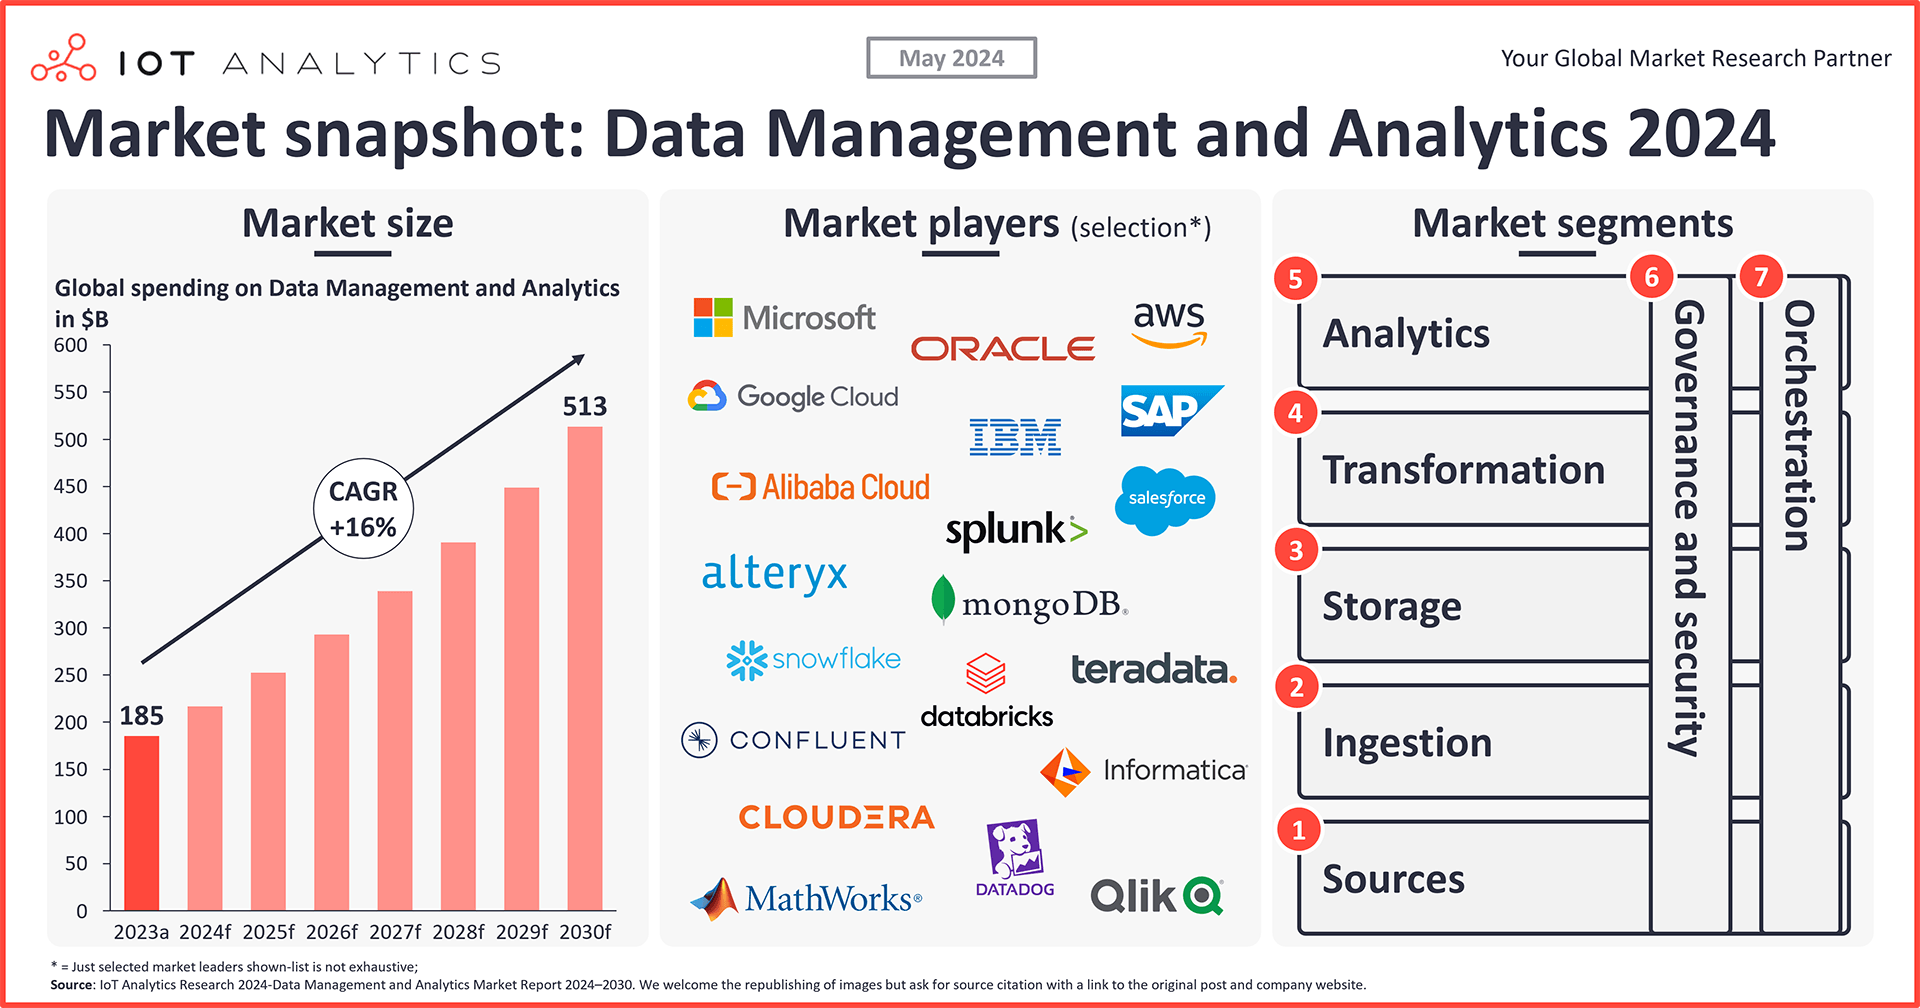 IOT ANALYTICS
May 2024
Your Global Market Research Partner
Market snapshot: Data Management and Analytics 2024
Market size
Global spending on Data Management and Analytics
in $B
600
550
500
450
400
350
300
250
200
150
100
50
0
185
513
CAGR
+16%
2023a 2024f 2025f 2026f 2027f 2028f 2029f 2030f
Market players (selection*)
Microsoft
aws
ORACLE
Google Cloud
SAP
IBM
Alibaba Cloud
salesforce
splunk>
alteryx
mongoDB®
snowflake
teradata.
databricks
CONFLUENT
Informatica
CLOUDERA
DATADOG
MathWorks®
Qlik
Market segments
5
Analytics
4
Transformation
3
Storage
2
Ingestion
1
Sources
6
Governance and security
7
Orchestration
* = Just selected market leaders shown-list is not exhaustive;
Source: IoT Analytics Research 2024-Data Management and Analytics Market Report 2024–2030. We welcome the republishing of images but ask for source citation with a link to the original post and company website.